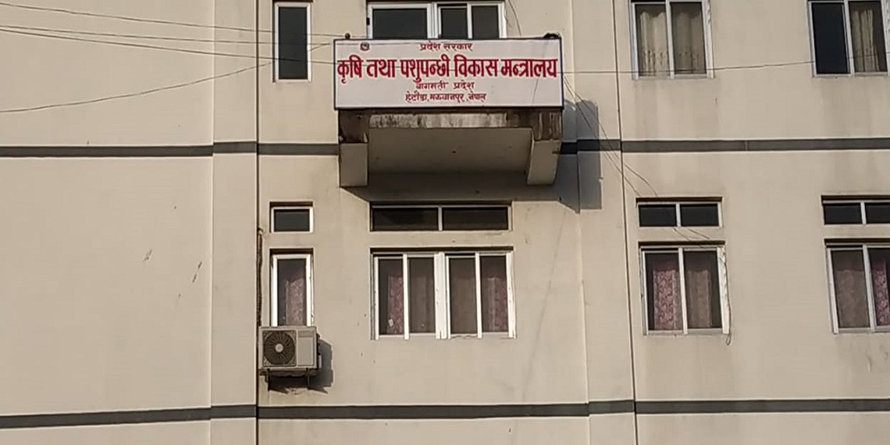 प्रदेश सरकार
कृषि तथा पशुपन्छी विकास मन्त्रालय
वागमती प्रदेश
हेटौंडा, मकवानपुर, नेपाल